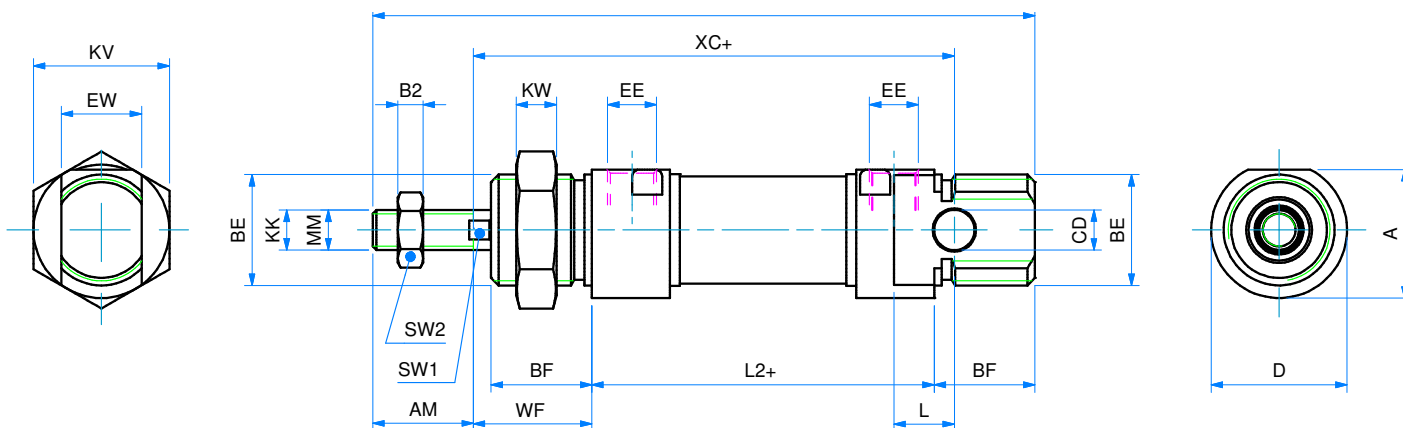 XC+
KV
B2
KW
EE
EE
EW
BE
KK
MM
CD
BE
A
SW2
SW1
BF
L2+
BF
D
AM
WF
L